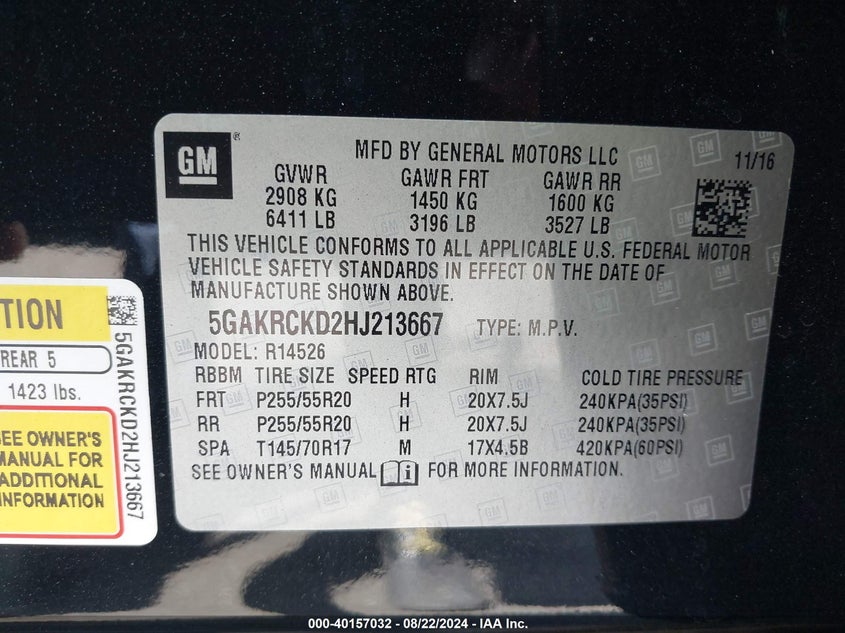 GM
®
MFD BY GENERAL MOTORS LLC
11/16
GVWR GAWR FRT GAWR RR
2908 KG 1450 KG 1600 KG
6411 LB 3196 LB 3527 LB
THIS VEHICLE CONFORMS TO ALL APPLICABLE U.S. FEDERAL MOTOR
VEHICLE SAFETY STANDARDS IN EFFECT ON THE DATE OF
MANUFACTURE SHOWN ABOVE.
5GAKRCKD2HJ213667 TYPE: M.P.V.
MODEL: R14526
RBBM TIRE SIZE SPEED RTG RIM COLD TIRE PRESSURE
FRT P255/55R20 H 20X7.5J 240KPA(35PSI)
RR P255/55R20 H 20X7.5J 240KPA(35PSI)
SPA T145/70R17 M 17X4.5B 420KPA(60PSI)
SEE OWNER'S MANUAL FOR MORE INFORMATION.
TION
REAR 5
1423 lbs.
SEE OWNER'S
MANUAL FOR
ADDITIONAL
INFORMATION
5GAKRCKD2HJ213667
000-40157032 - 08/22/2024 - IAA Inc.